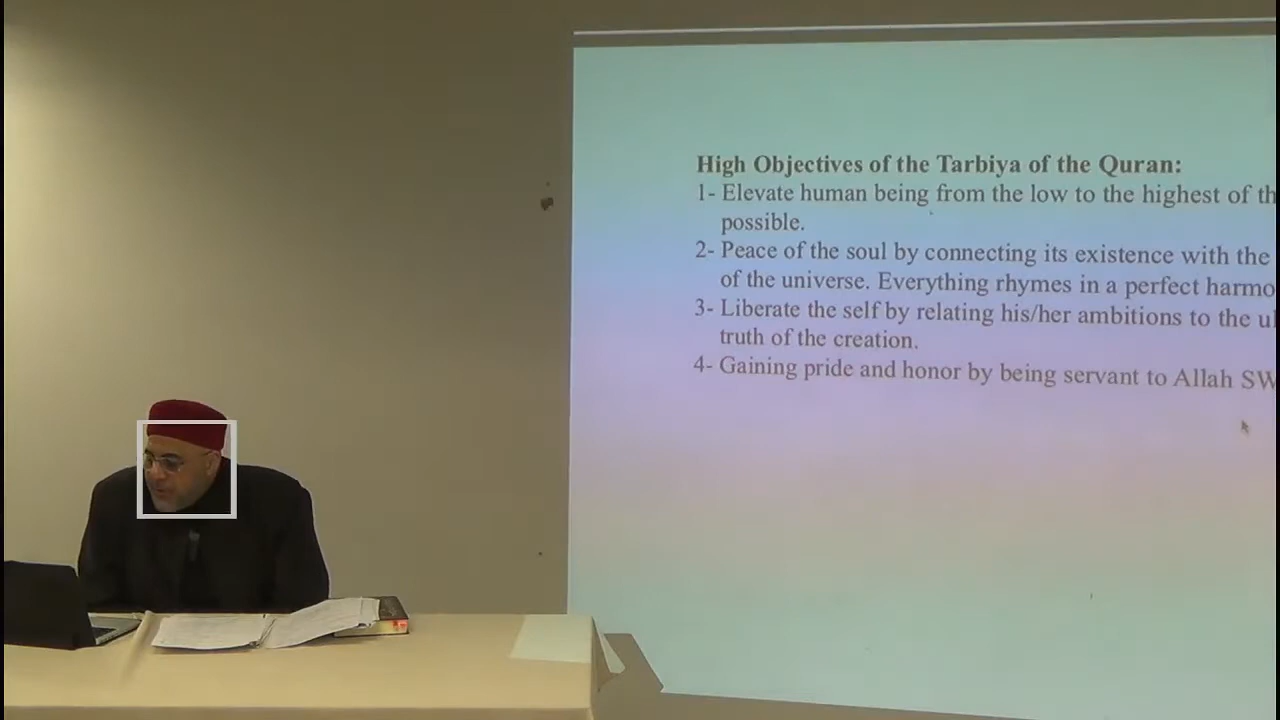 High Objectives of the Tarbiya of the Quran:
1- Elevate human being from the low to the highest of
possible.
2- Peace of the soul by connecting its existence with the
of the universe. Everything rhymes in a perfect
3- Liberate the self by relating his/her ambitions to the
truth of the creation.
4- Gaining pride and honor by being servant to Allah